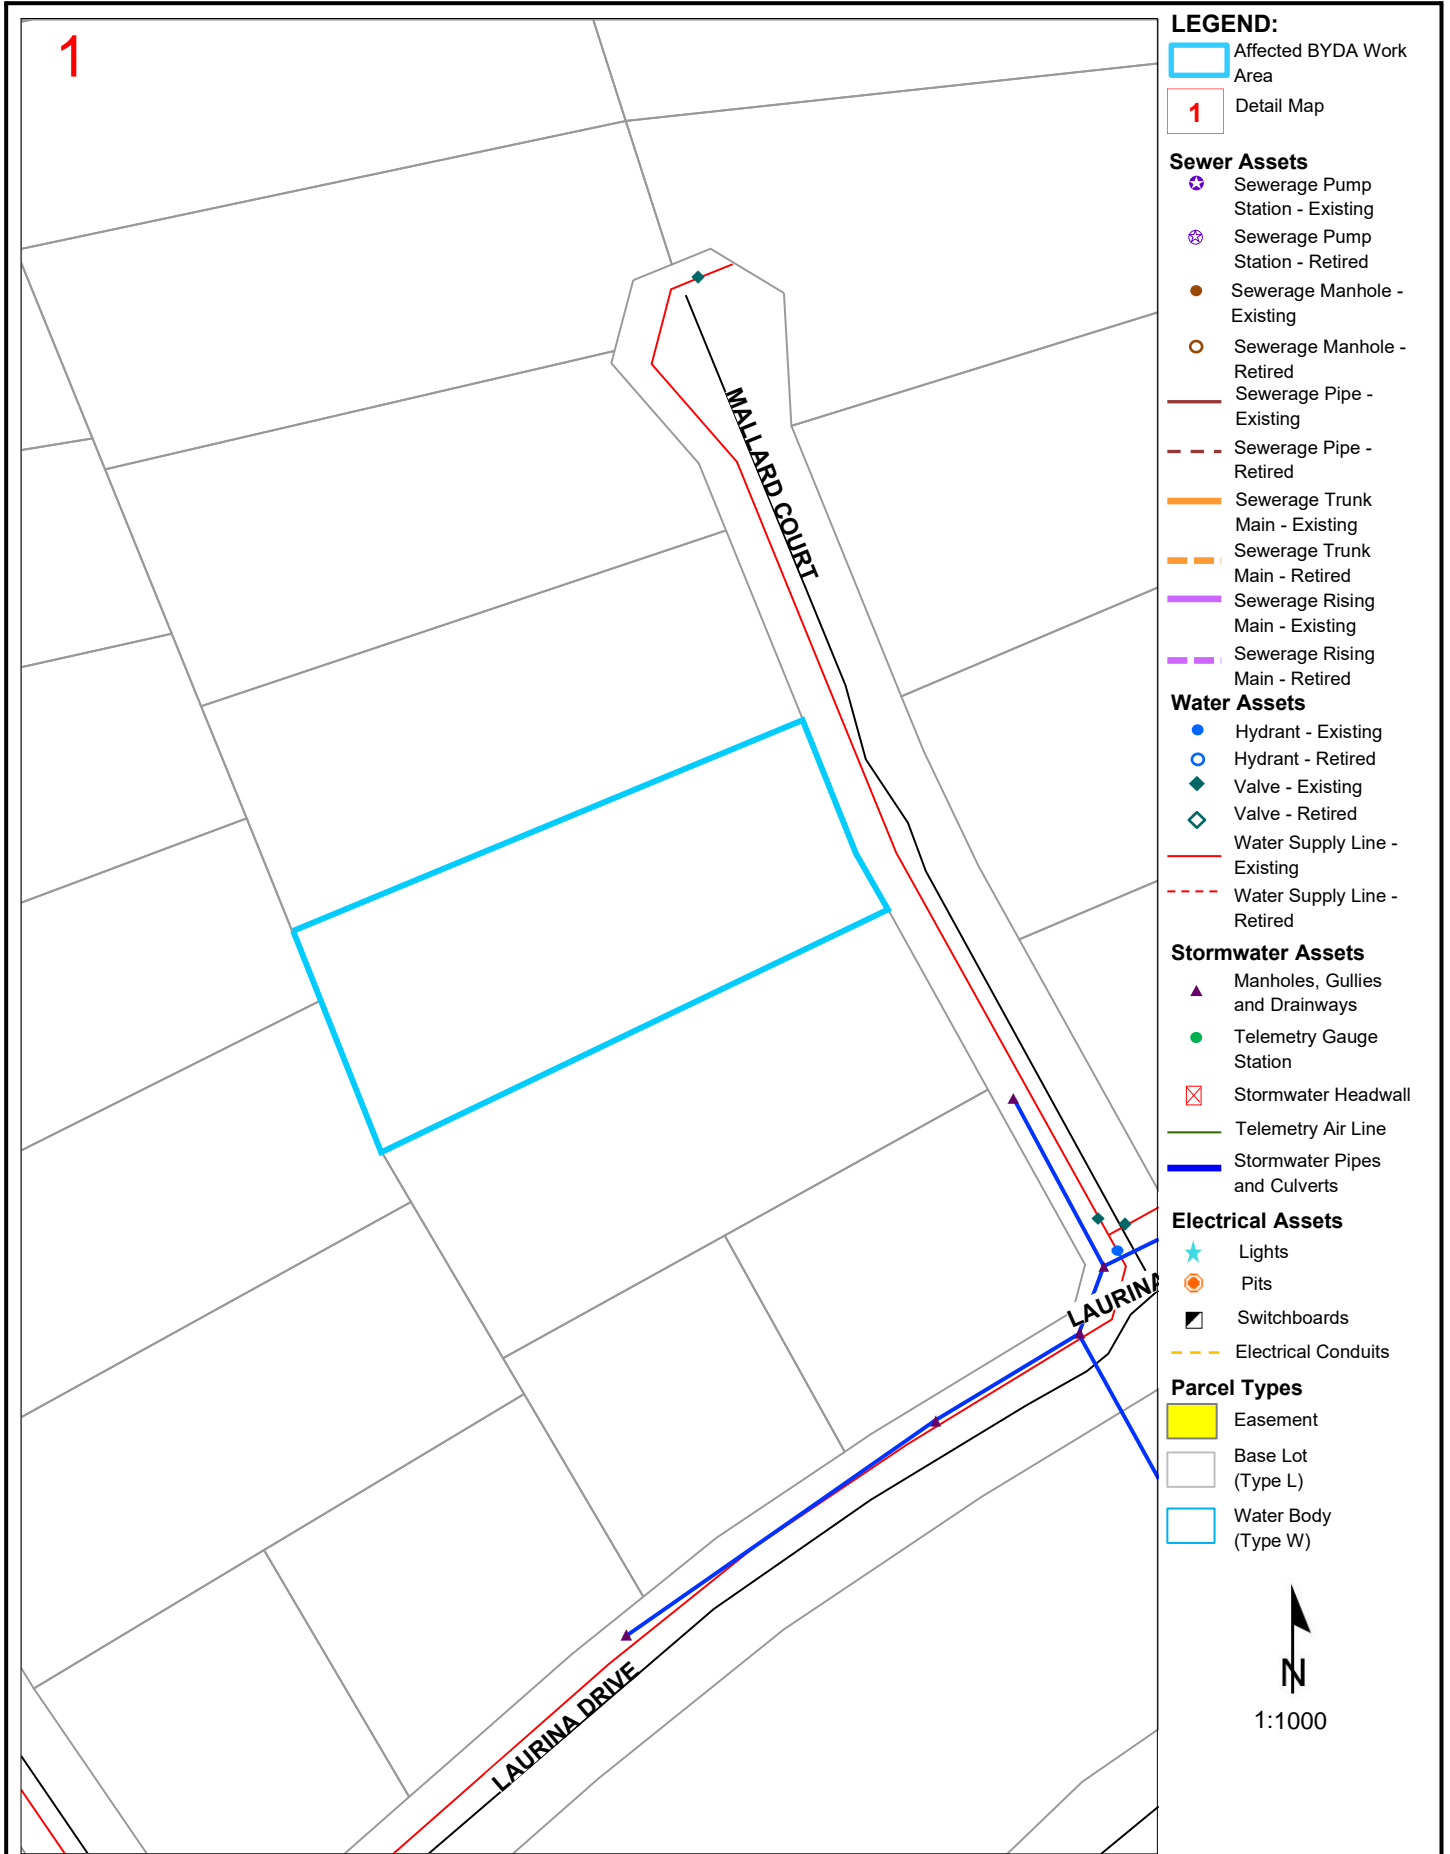 1
MALLARD COURT
LAURINA
LAURINA DRIVE
LEGEND:
Affected BYDA Work
Area
1
Detail Map
Sewer Assets
Sewerage Pump
Station - Existing
Sewerage Pump
Station - Retired
Sewerage Manhole -
Existing
Sewerage Manhole -
Retired
Sewerage Pipe -
Existing
Sewerage Pipe -
Retired
Sewerage Trunk
Main - Existing
Sewerage Trunk
Main - Retired
Sewerage Rising
Main - Existing
Sewerage Rising
Main - Retired
Water Assets
Hydrant - Existing
Hydrant - Retired
Valve - Existing
Valve - Retired
Water Supply Line -
Existing
Water Supply Line -
Retired
Stormwater Assets
Manholes, Gullies
and Drainways
Telemetry Gauge
Station
Stormwater Headwall
Telemetry Air Line
Stormwater Pipes
and Culverts
Electrical Assets
Lights
Pits
Switchboards
Electrical Conduits
Parcel Types
Easement
Base Lot
(Type L)
Water Body
(Type W)
N
1:1000